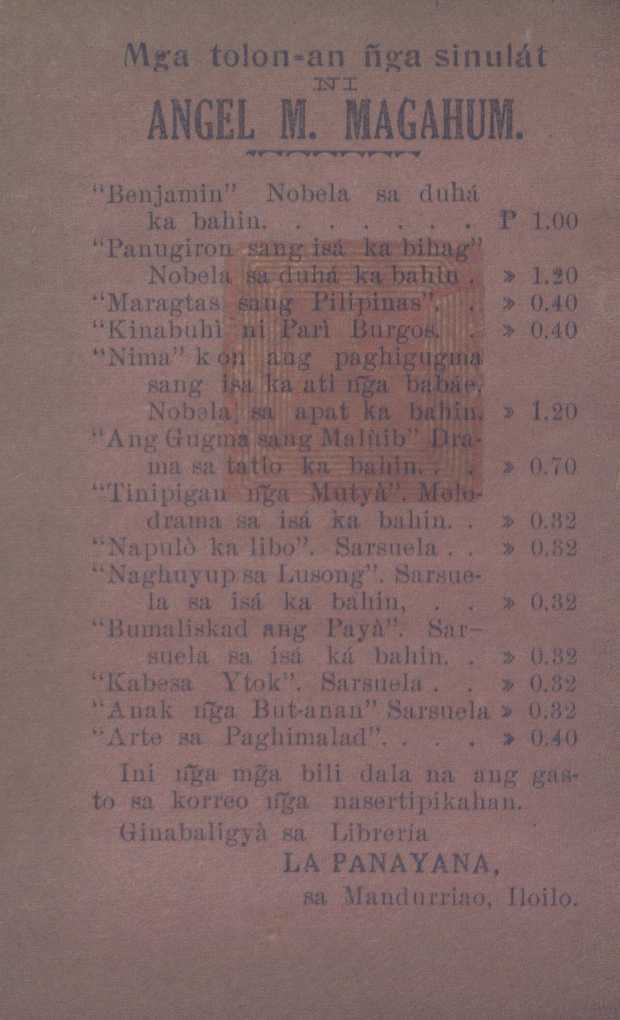 Mga tolon-an ñga sinulát
NI
ANGEL M. MAGAHUM.
“Benjamin” Nobela sa duhá
ka bahin. . . . . . . ₱ 1.00
“Panugiron sang isá ka bihag”
Nobela sa duhá ka bahin . » 1.20
“Maragtas sang Pilipinas”. . » 0.40
“Kinabuhì ni Pari Burgos. . » 0.40
“Nima” kon ang paghigugma
sang isa ka ati ñga babáe,
Nobela sa apat ka bahin. » 1.20
“Ang Gugma sang Maluib” Dra-
ma sa tatlo ka bahin. . . » 0.70
“Tinipigan ñga Mutyà”. Melo-
drama sa isá ka bahin. . » 0.32
“Napulò ka libo”. Sarsuela . . » 0,32
“Naghuyup sa Lusong”. Sarsue-
la sa isá ka bahin, . . » 0,32
“Bumaliskad ang Payà”. Sar-
suela sa isá ká bahin. . » 0.32
“Kabesa Ytok”. Sarsuela . . » 0.32
“Anak ñga But-anan” Sarsuela » 0.32
“Arte sa Paghimalad”. . . . » 0.40
Ini ñga mg̃a bili dala na ang gas-
to sa korreo ñga nasertipikahan.
Ginabaligyà sa Librería
LA PANAYANA,
sa Mandurriao, Iloilo.